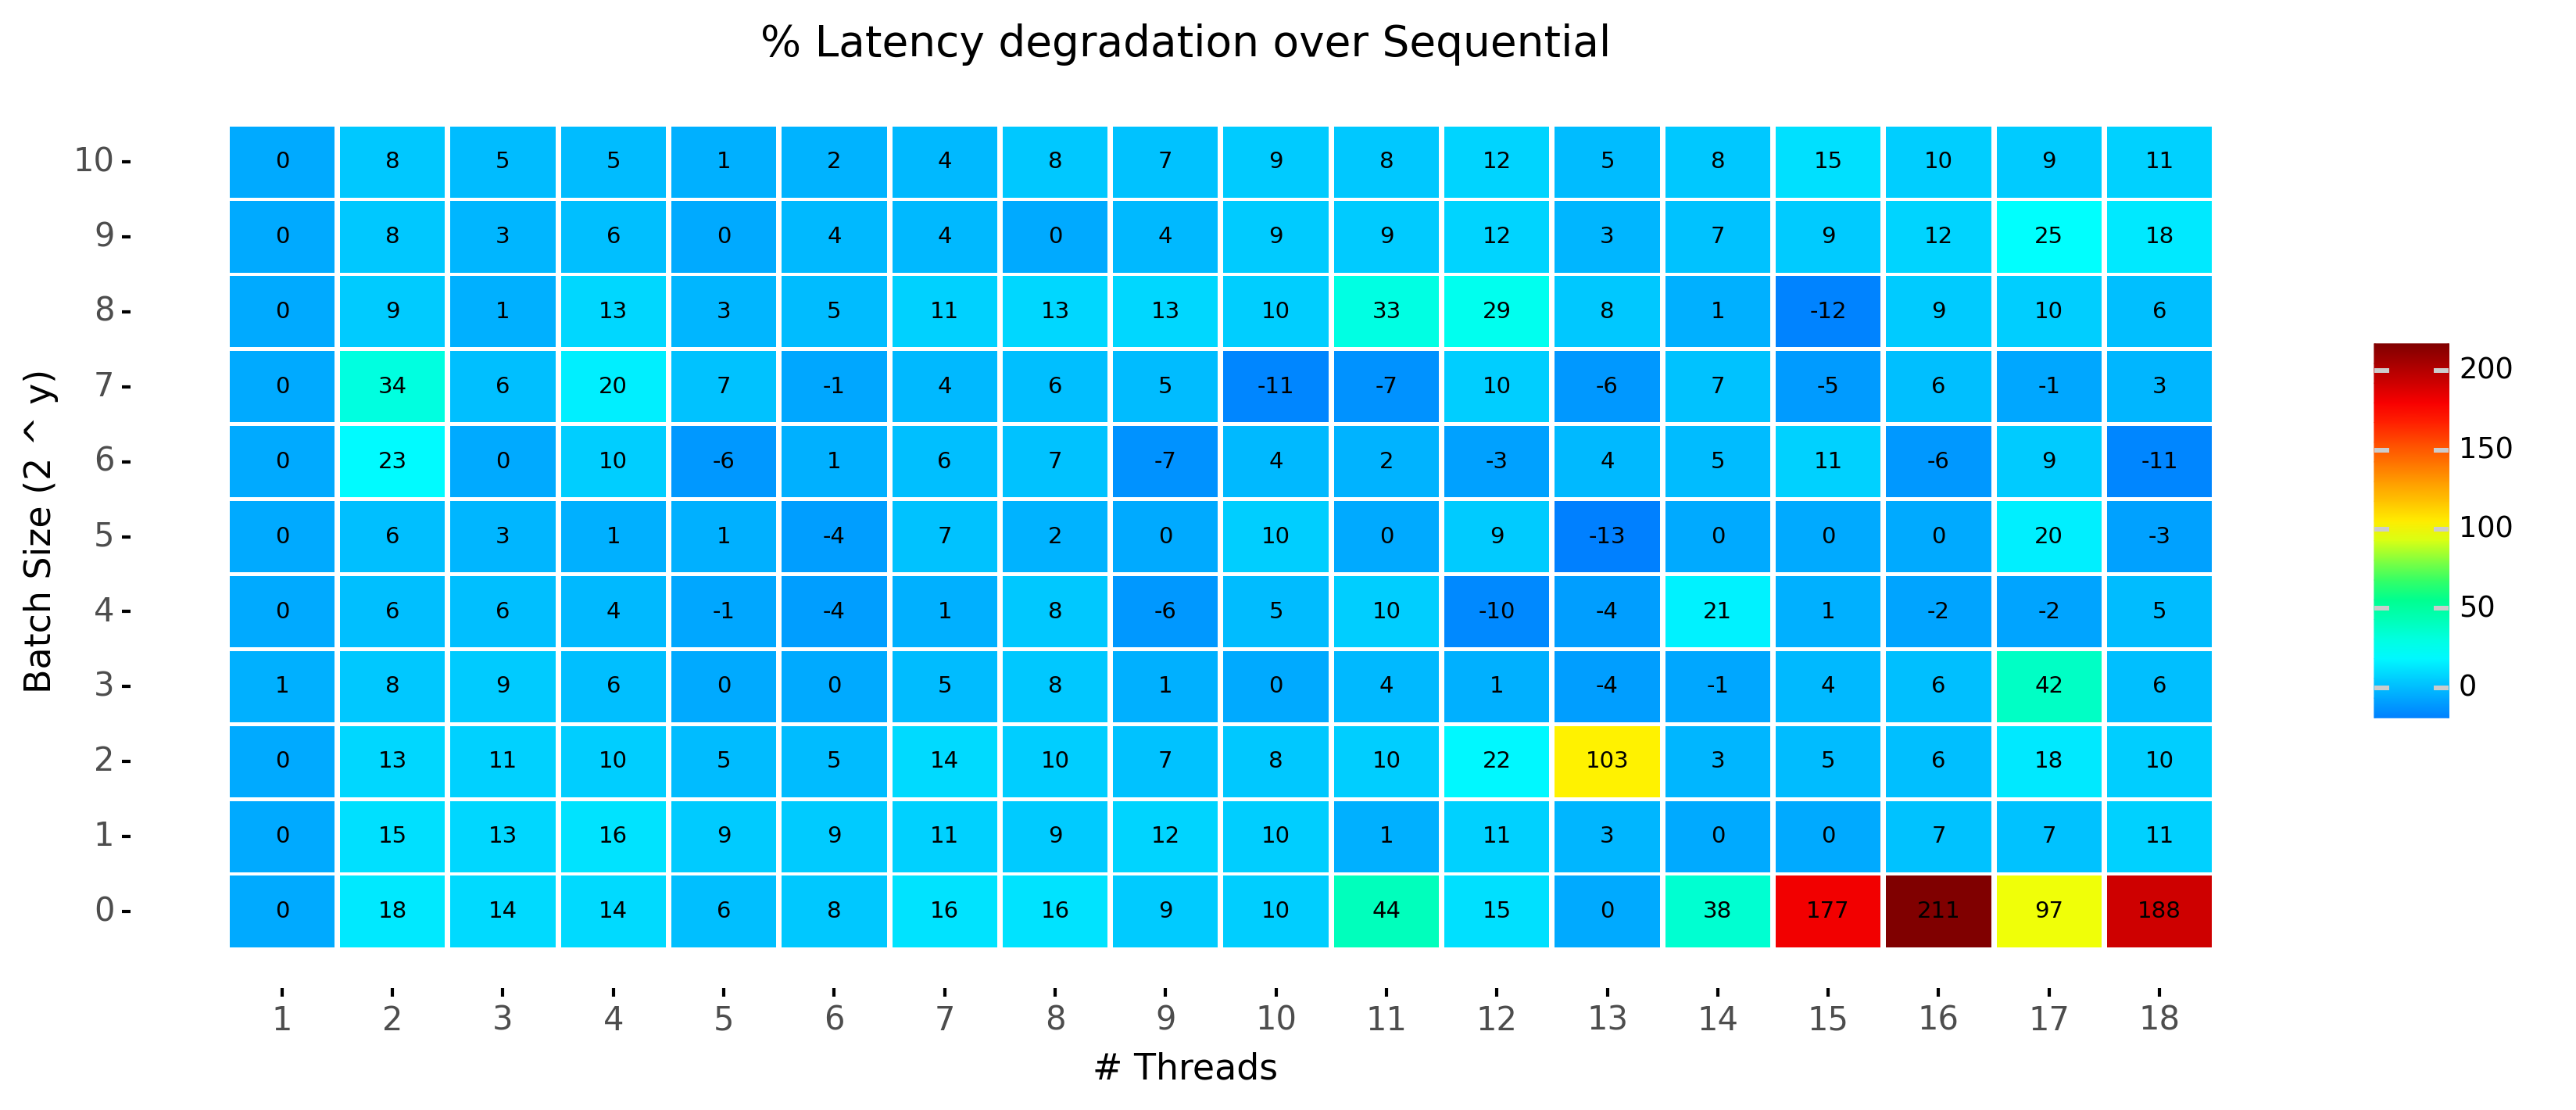 % Latency degradation over Sequential
Batch Size (2 ^ y)
10 0 8 5 5 1 2 4 8 7 9 8 12 5 8 15 10 9 11
9 0 8 3 6 0 4 4 0 4 9 9 12 3 7 9 12 25 18
8 0 9 1 13 3 5 11 13 13 10 33 29 8 1 -12 9 10 6
7 0 34 6 20 7 -1 4 6 5 -11 -7 10 -6 7 -5 6 -1 3
6 0 23 0 10 -6 1 6 7 -7 4 2 -3 4 5 11 -6 9 -11
5 0 6 3 1 1 -4 7 2 0 10 0 9 -13 0 0 0 20 -3
4 0 6 6 4 -1 -4 1 8 -6 5 10 -10 -4 21 1 -2 -2 5
3 1 8 9 6 0 0 5 8 1 0 4 1 -4 -1 4 6 42 6
2 0 13 11 10 5 5 14 10 7 8 10 22 103 3 5 6 18 10
1 0 15 13 16 9 9 11 9 12 10 1 11 3 0 0 7 7 11
0 0 18 14 14 6 8 16 16 9 10 44 15 0 38 177 211 97 188
1 2 3 4 5 6 7 8 9 10 11 12 13 14 15 16 17 18
# Threads
200
150
100
50
0